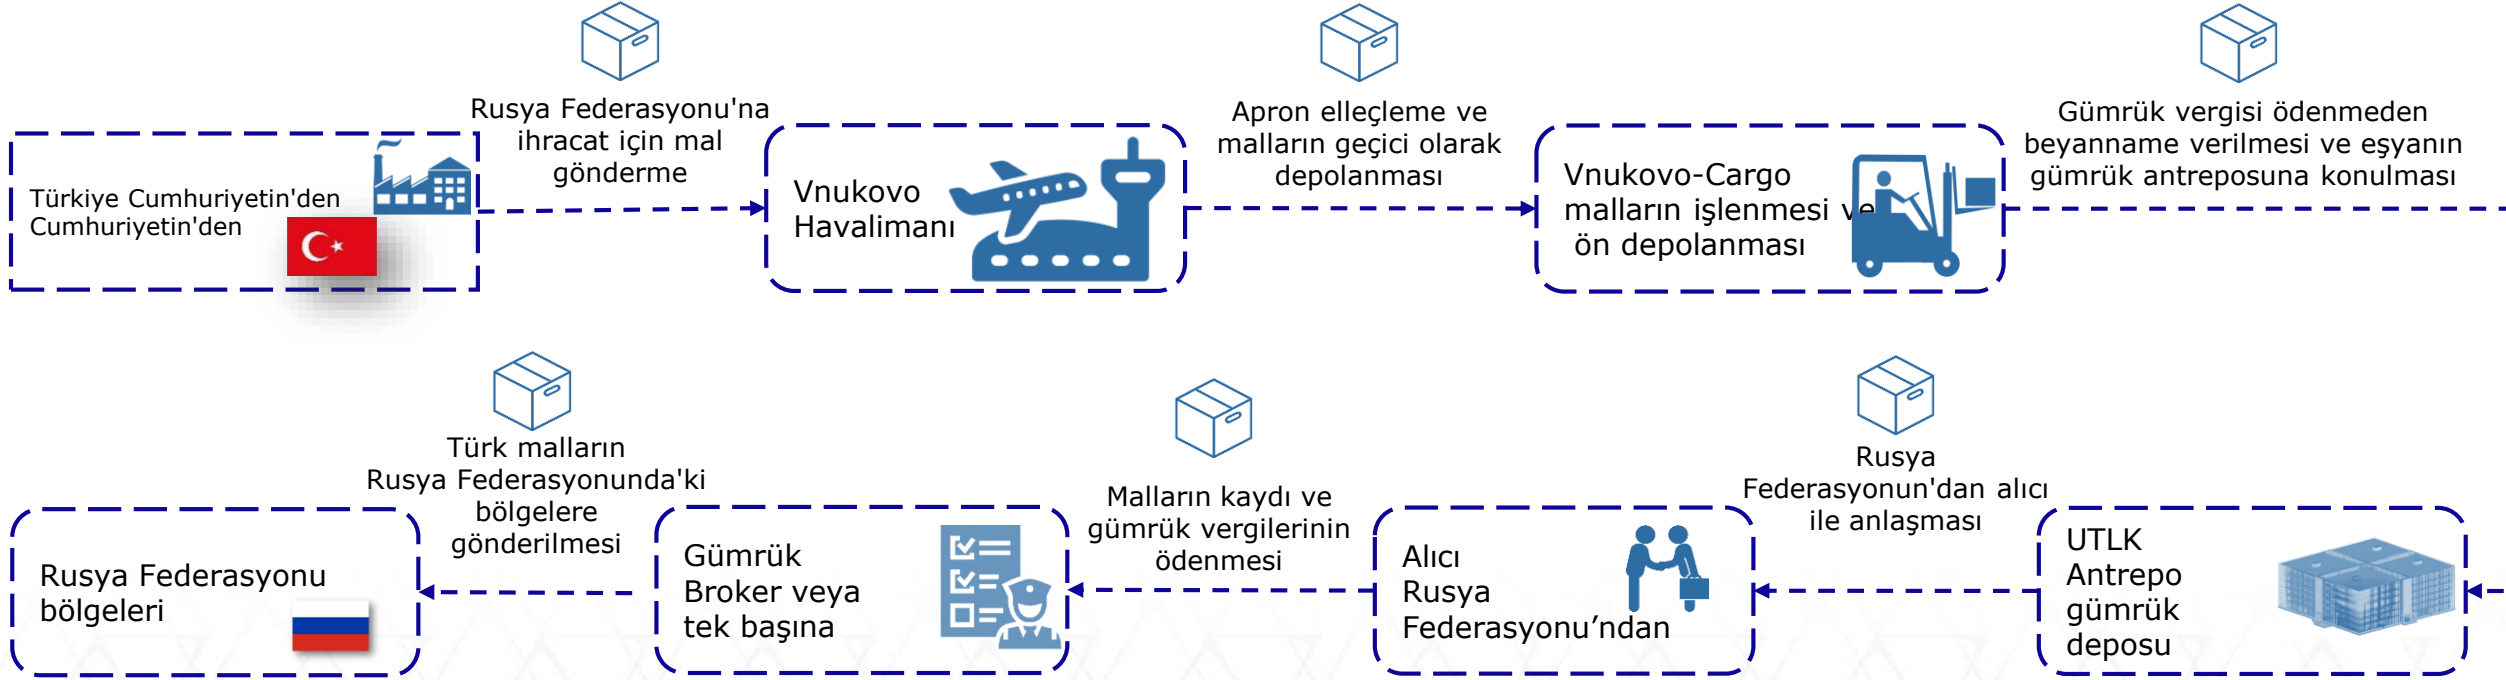 Rusya Federasyonu'na
ihracat için mal
gönderme
Apron elleçleme ve
malların geçici olarak
depolanması
Gümrük vergisi ödenmeden
beyanname verilmesi ve eşyanın
gümrük antreposuna konulması
Türkiye Cumhuriyetin'den
Cumhuriyetin'den
Vnukovo
Havalimanı
Vnukovo-Cargo
malların işlenmesi ve
ön depolanması
Türk malların
Rusya Federasyonunda'ki
bölgelere
gönderilmesi
Malların kaydı ve
gümrük vergilerinin
ödenmesi
Rusya
Federasyonun'dan alıcı
ile anlaşması
Rusya Federasyonu
bölgeleri
Gümrük
Broker veya
tek başına
Alıcı
Rusya
Federasyonu’ndan
UTLK
Antrepo
gümrük
deposu